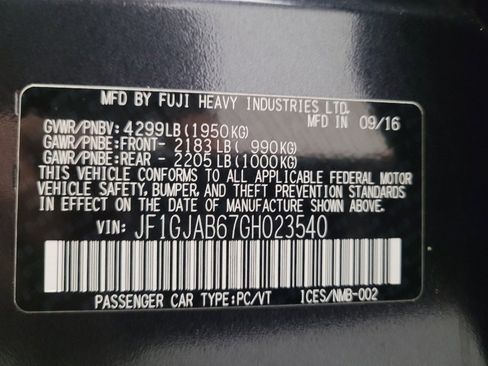 MFD BY FUJI HEAVY INDUSTRIES LTD.
GVWR/PNBV: 4299LB(1950KG) MFD IN 09/16
GAWR/PNBE:FRONT- 2183LB( 990KG)
GAWR/PNBE:REAR - 2205LB(1000KG)
THIS VEHICLE CONFORMS TO ALL APPLICABLE FEDERAL MOTOR
VEHICLE SAFETY, BUMPER, AND THEFT PREVENTION STANDARDS
IN EFFECT ON THE DATE OF MANUFACTURE SHOWN ABOVE.
VIN: JF1GJAB67GH023540
PASSENGER CAR TYPE:PC/VT ICES/NMB-002